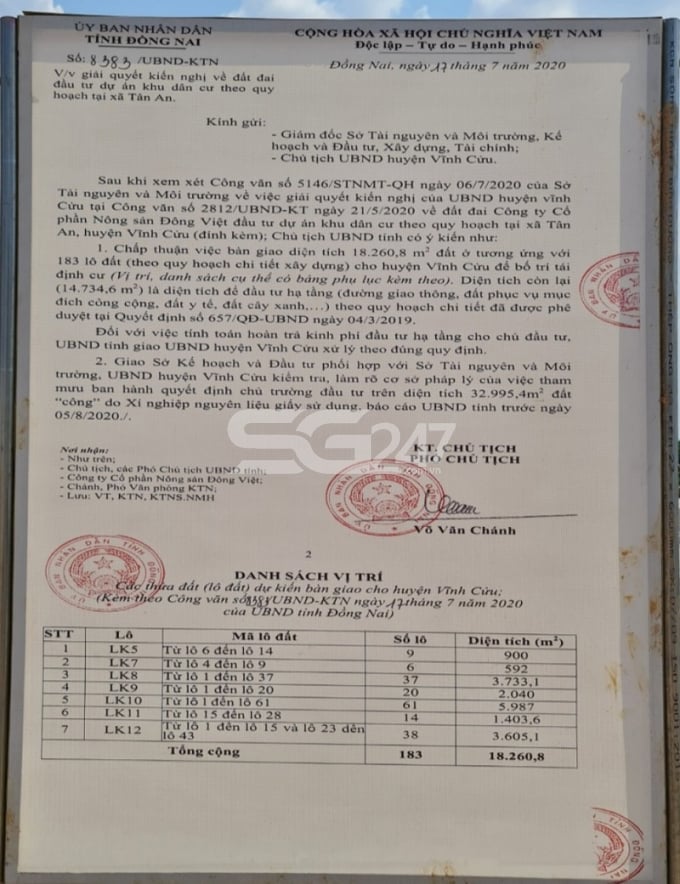 ỦY BAN NHÂN DÂN
TỈNH ĐỒNG NAI
CỘNG HÒA XÃ HỘI CHỦ NGHĨA VIỆT NAM
Độc lập – Tự do – Hạnh phúc
Số: 8383/UBND-KTN
Đồng Nai, ngày 17 tháng 7 năm 2020
V/v giải quyết kiến nghị về đất đai
đầu tư dự án khu dân cư theo quy
hoạch tại xã Tân An.
Kính gửi:
- Giám đốc Sở Tài nguyên và Môi trường, Kế
hoạch và Đầu tư, Xây dựng, Tài chính;
- Chủ tịch UBND huyện Vĩnh Cửu.
Sau khi xem xét Công văn số 5146/STNMT-QH ngày 06/7/2020 của Sở
Tài nguyên và Môi trường về việc giải quyết kiến nghị của UBND huyện vĩnh
Cửu tại Công văn số 2812/UBND-KT ngày 21/5/2020 về đất đai Công ty Cổ
phần Nông sản Đông Việt đầu tư dự án khu dân cư theo quy hoạch tại xã Tân
An, huyện Vĩnh Cửu (đính kèm); Chủ tịch UBND tỉnh có ý kiến như:
1. Chấp thuận việc bàn giao diện tích 18.260,8 m² đất ở tương ứng với
183 lô đất (theo quy hoạch chi tiết xây dựng) cho huyện Vĩnh Cửu để bố trí tái
định cư (Vị trí, danh sách cụ thể có bảng phụ lục kèm theo). Diện tích còn lại
(14.734,6 m²) là diện tích để đầu tư hạ tầng (đường giao thông, đất phục vụ mục
đích công cộng, đất y tế, đất cây xanh,...) theo quy hoạch chi tiết đã được phê
duyệt tại Quyết định số 657/QĐ-UBND ngày 04/3/2019.
Đối với việc tính toán hoàn trả kinh phí đầu tư hạ tầng cho chủ đầu tư,
UBND tỉnh giao UBND huyện Vĩnh Cửu xử lý theo đúng quy định.
2. Giao Sở Kế hoạch và Đầu tư phối hợp với Sở Tài nguyên và Môi
trường, UBND huyện Vĩnh Cửu kiểm tra, làm rõ cơ sở pháp lý của việc tham
mưu ban hành quyết định chủ trương đầu tư trên diện tích 32.995,4m² đất
“công” do Xí nghiệp nguyên liệu giấy sử dụng, báo cáo UBND tỉnh trước ngày
05/8/2020./.
Nơi nhận:
- Như trên;
- Chủ tịch, các Phó Chủ tịch UBND tỉnh;
- Công ty Cổ phần Nông sản Đông Việt;
- Chánh, Phó Văn phòng KTN;
- Lưu: VT, KTN, KTNS.NMH
KT. CHỦ TỊCH
PHÓ CHỦ TỊCH
SG247
Võ Văn Chánh
2
DANH SÁCH VỊ TRÍ
Các thửa đất (lô đất) dự kiến bàn giao cho huyện Vĩnh Cửu;
(Kèm theo Công văn số 8383/UBND-KTN ngày 17 tháng 7 năm 2020
của UBND tỉnh Đồng Nai)
STT Lô Mã lô đất Số lô Diện tích (m²)
1 LK5 Từ lô 6 đến lô 14 9 900
2 LK7 Từ lô 4 đến lô 9 6 592
3 LK8 Từ lô 1 đến lô 37 37 3.733,1
4 LK9 Từ lô 1 đến lô 20 20 2.040
5 LK10 Từ lô 1 đến lô 61 61 5.987
6 LK11 Từ lô 15 đến lô 28 14 1.403,6
7 LK12 Từ lô 1 đến lô 15 và lô 23 đến
lô 43 38 3.605,1
Tổng cộng 183 18.260,8